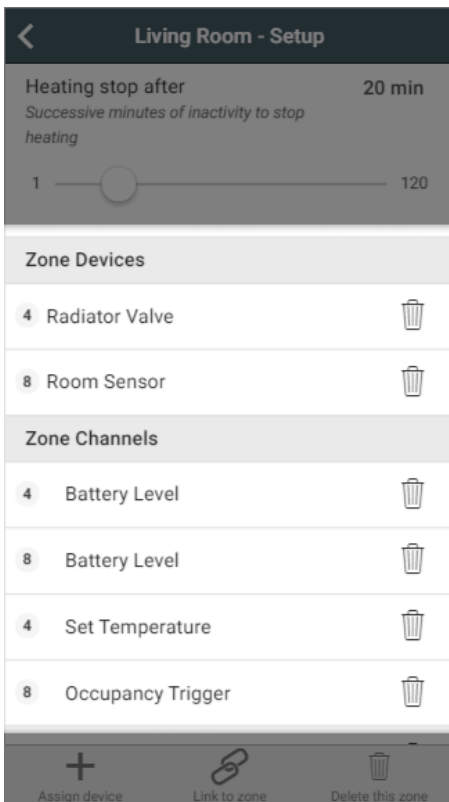 Living Room - Setup
Heating stop after 20 min
Successive minutes of inactivity to stop
heating
1 120
Zone Devices
4 Radiator Valve
8 Room Sensor
Zone Channels
4 Battery Level
8 Battery Level
4 Set Temperature
8 Occupancy Trigger
Assign device Link to zone Delete this zone